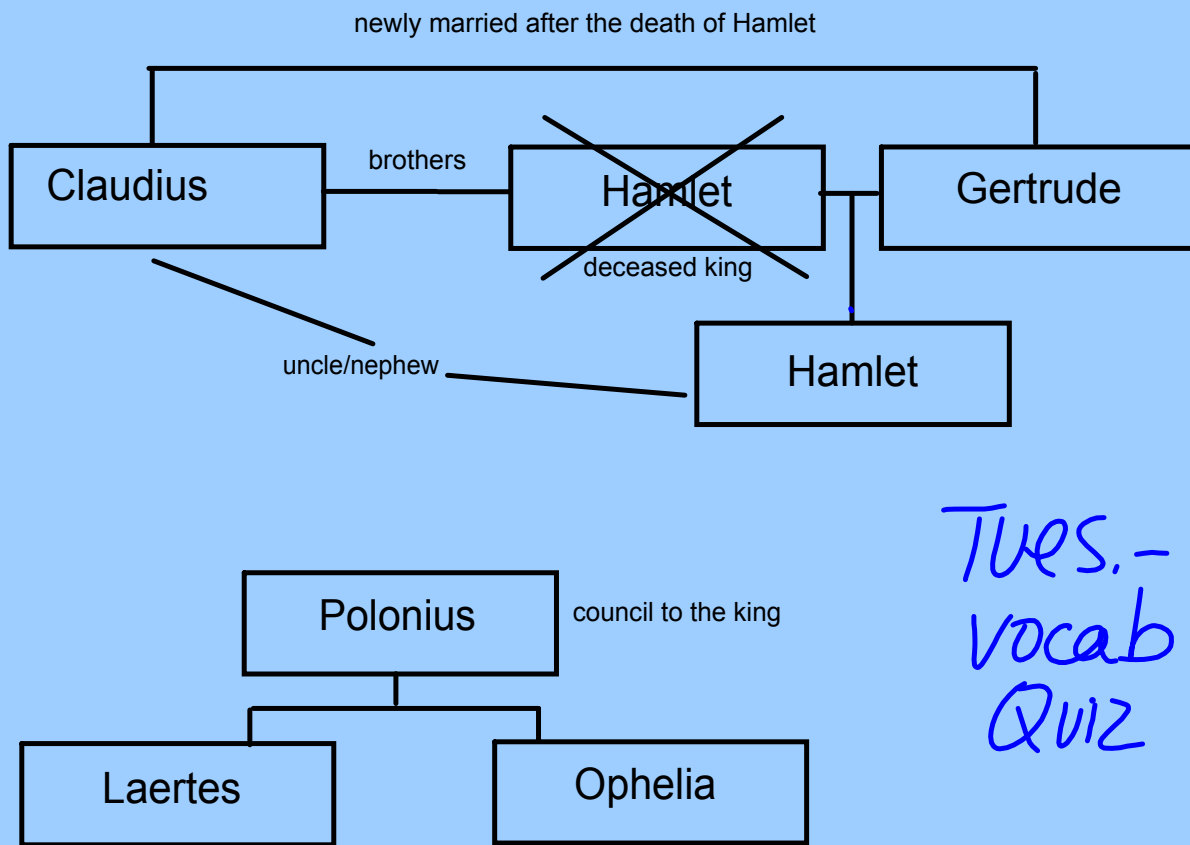 newly married after the death of Hamlet
Claudius
brothers
Hamlet
Gertrude
deceased king
uncle/nephew
Hamlet
Tues.-
vocab
Quiz
Polonius
council to the king
Laertes
Ophelia